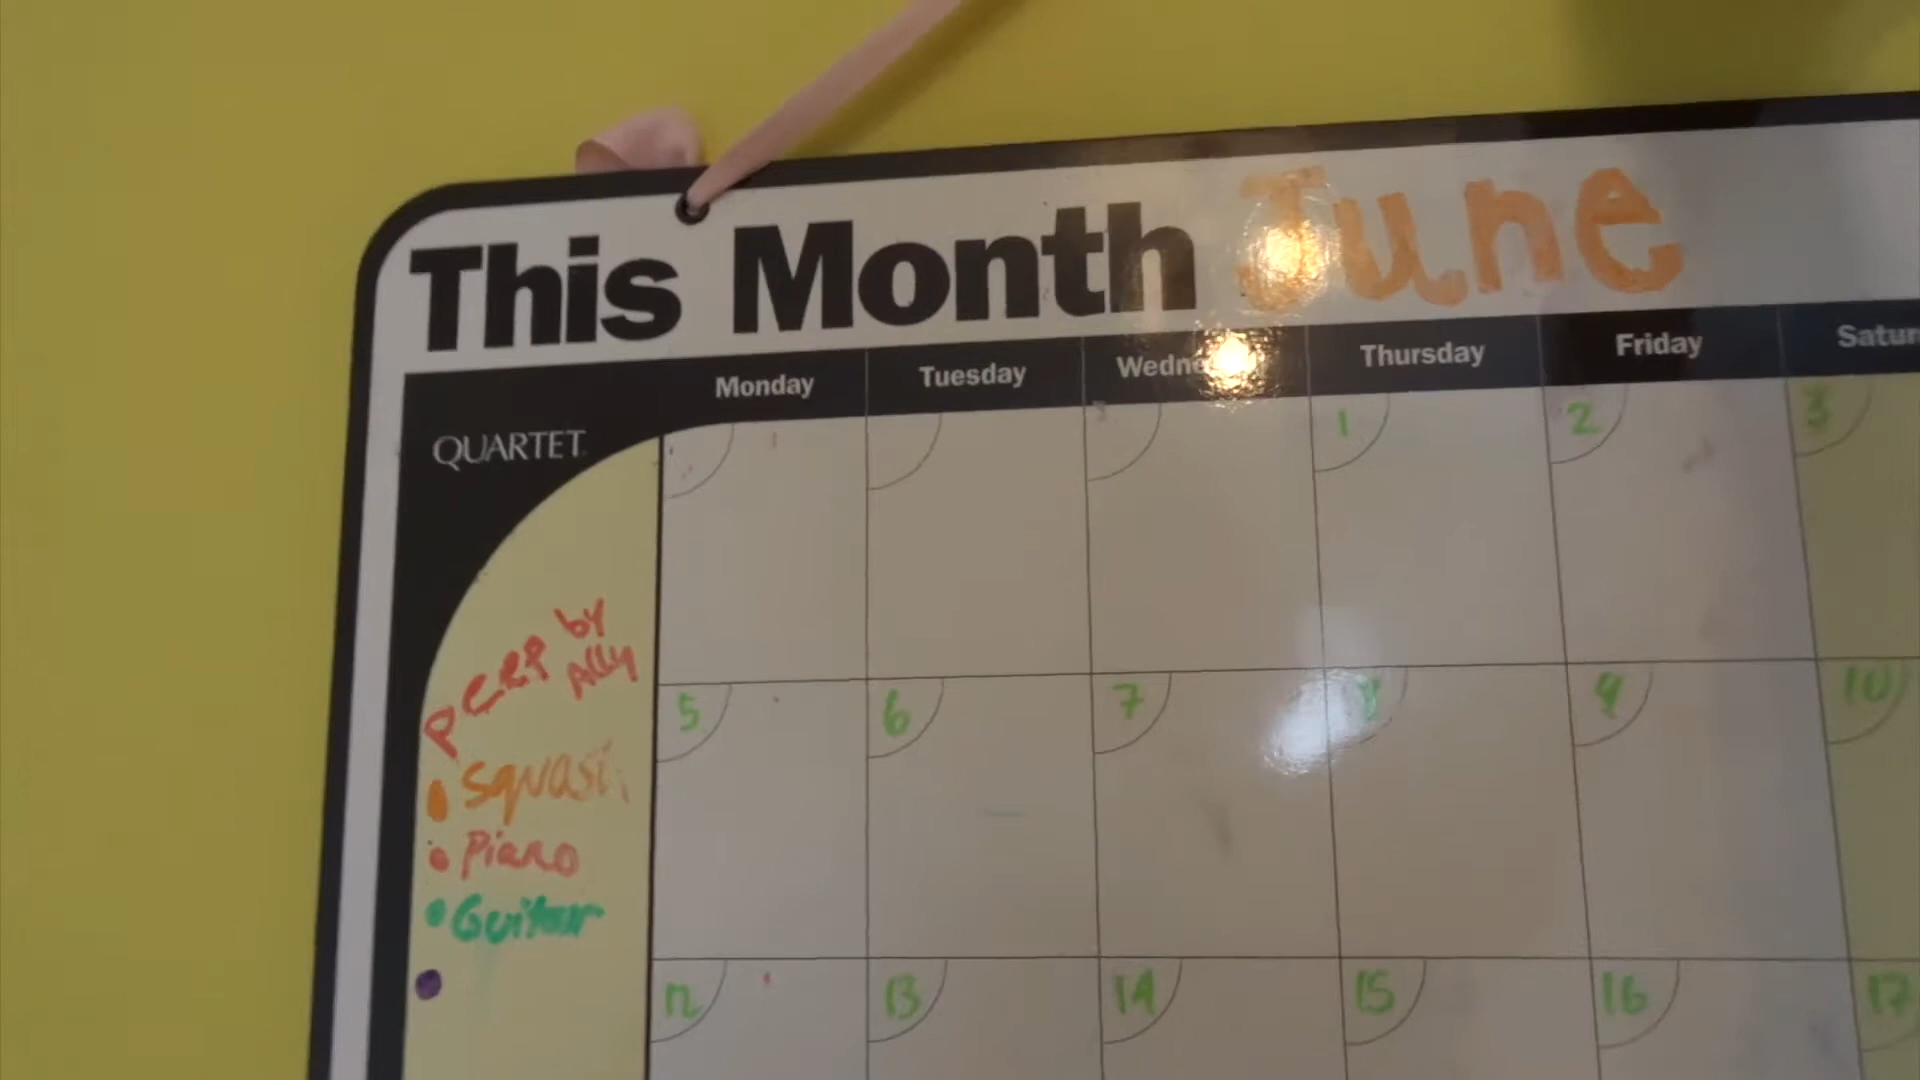 This Month June
Monday Tuesday Thursday Friday
QUARTET
1 2 3
by
Ally
5 6 7 8 9 10
Squash
Piano
Guitar
12 13 14 15 16 17